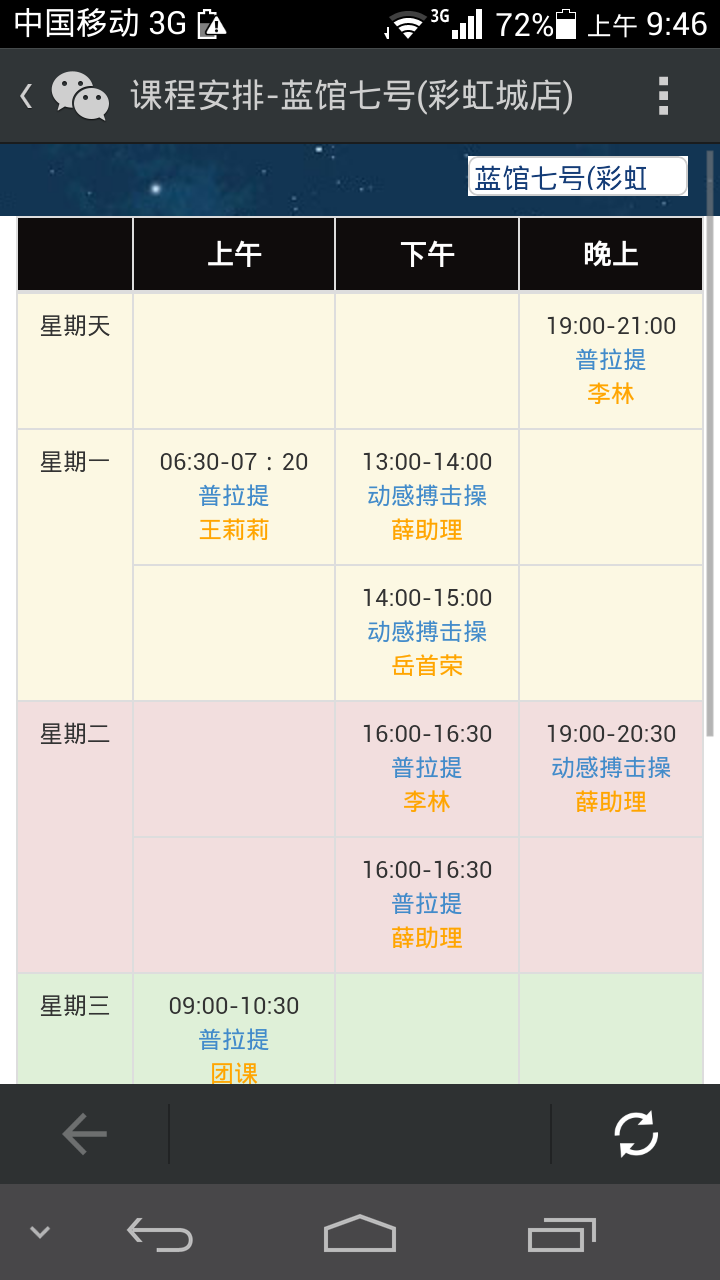 中国移动 3G 3G 72% 上午 9:46
课程安排-蓝馆七号(彩虹城店)
蓝馆七号(彩虹
上午 下午 晚上
星期天
19:00-21:00
普拉提
李林
星期一
06:30-07：20
普拉提
王莉莉
13:00-14:00
动感搏击操
薛助理
14:00-15:00
动感搏击操
岳首荣
星期二
16:00-16:30
普拉提
李林
19:00-20:30
动感搏击操
薛助理
16:00-16:30
普拉提
薛助理
星期三
09:00-10:30
普拉提
团课